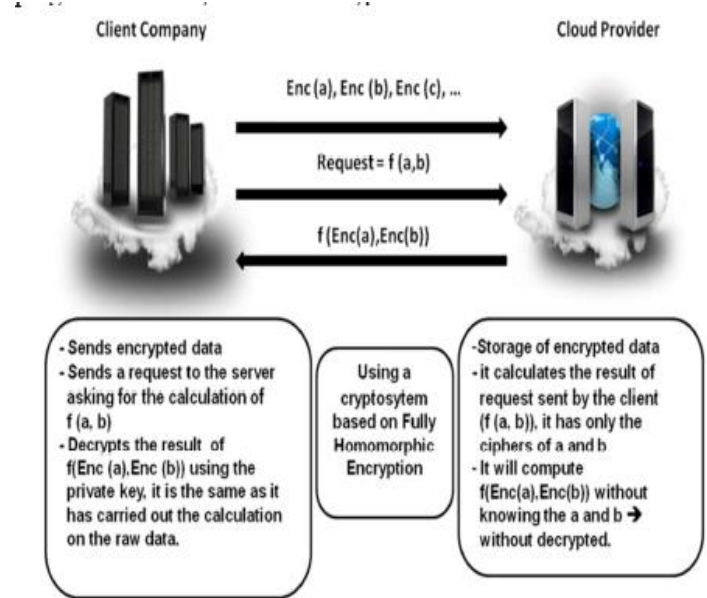 Client Company
Cloud Provider
Enc (a), Enc (b), Enc (c), ...
Request = f (a,b)
f (Enc(a),Enc(b))
- Sends encrypted data
- Sends a request to the server
asking for the calculation of
f (a, b)
- Decrypts the result of
f(Enc (a),Enc (b)) using the
private key, it is the same as it
has carried out the calculation
on the raw data.
Using a
cryptosytem
based on Fully
Homomorphic
Encryption
-Storage of encrypted data
- it calculates the result of
request sent by the client
(f (a, b)), it has only the
ciphers of a and b
- It will compute
f(Enc(a),Enc(b)) without
knowing the a and b →
without decrypted.